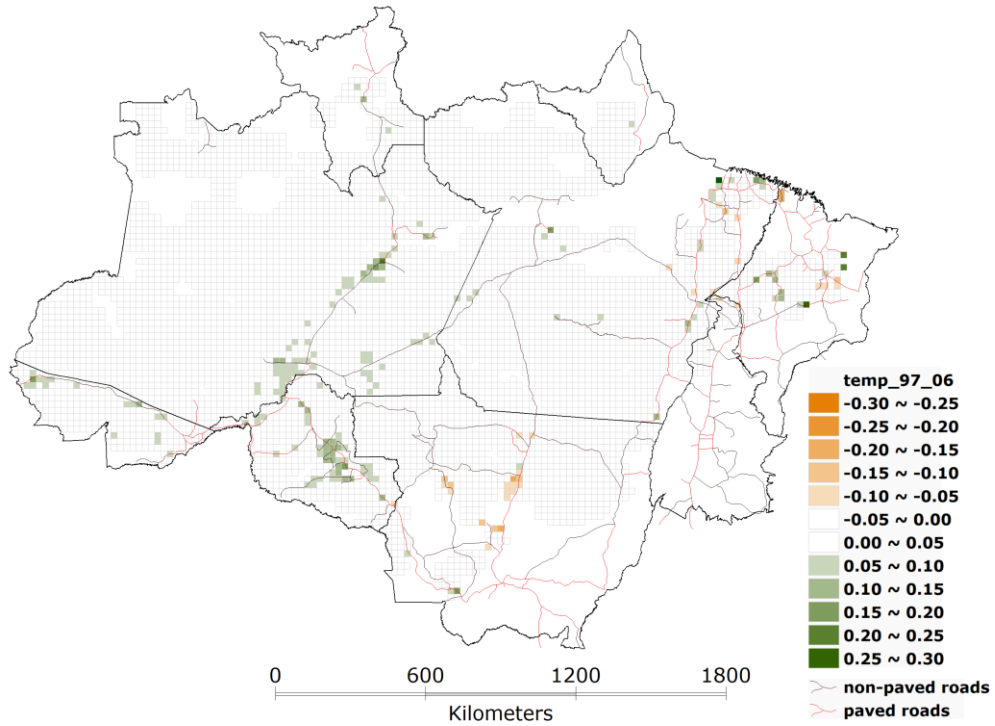 temp_97_06
-0.30 ~ -0.25
-0.25 ~ -0.20
-0.20 ~ -0.15
-0.15 ~ -0.10
-0.10 ~ -0.05
-0.05 ~ 0.00
0.00 ~ 0.05
0.05 ~ 0.10
0.10 ~ 0.15
0.15 ~ 0.20
0.20 ~ 0.25
0.25 ~ 0.30
non-paved roads
paved roads
0 600 1200 1800
Kilometers